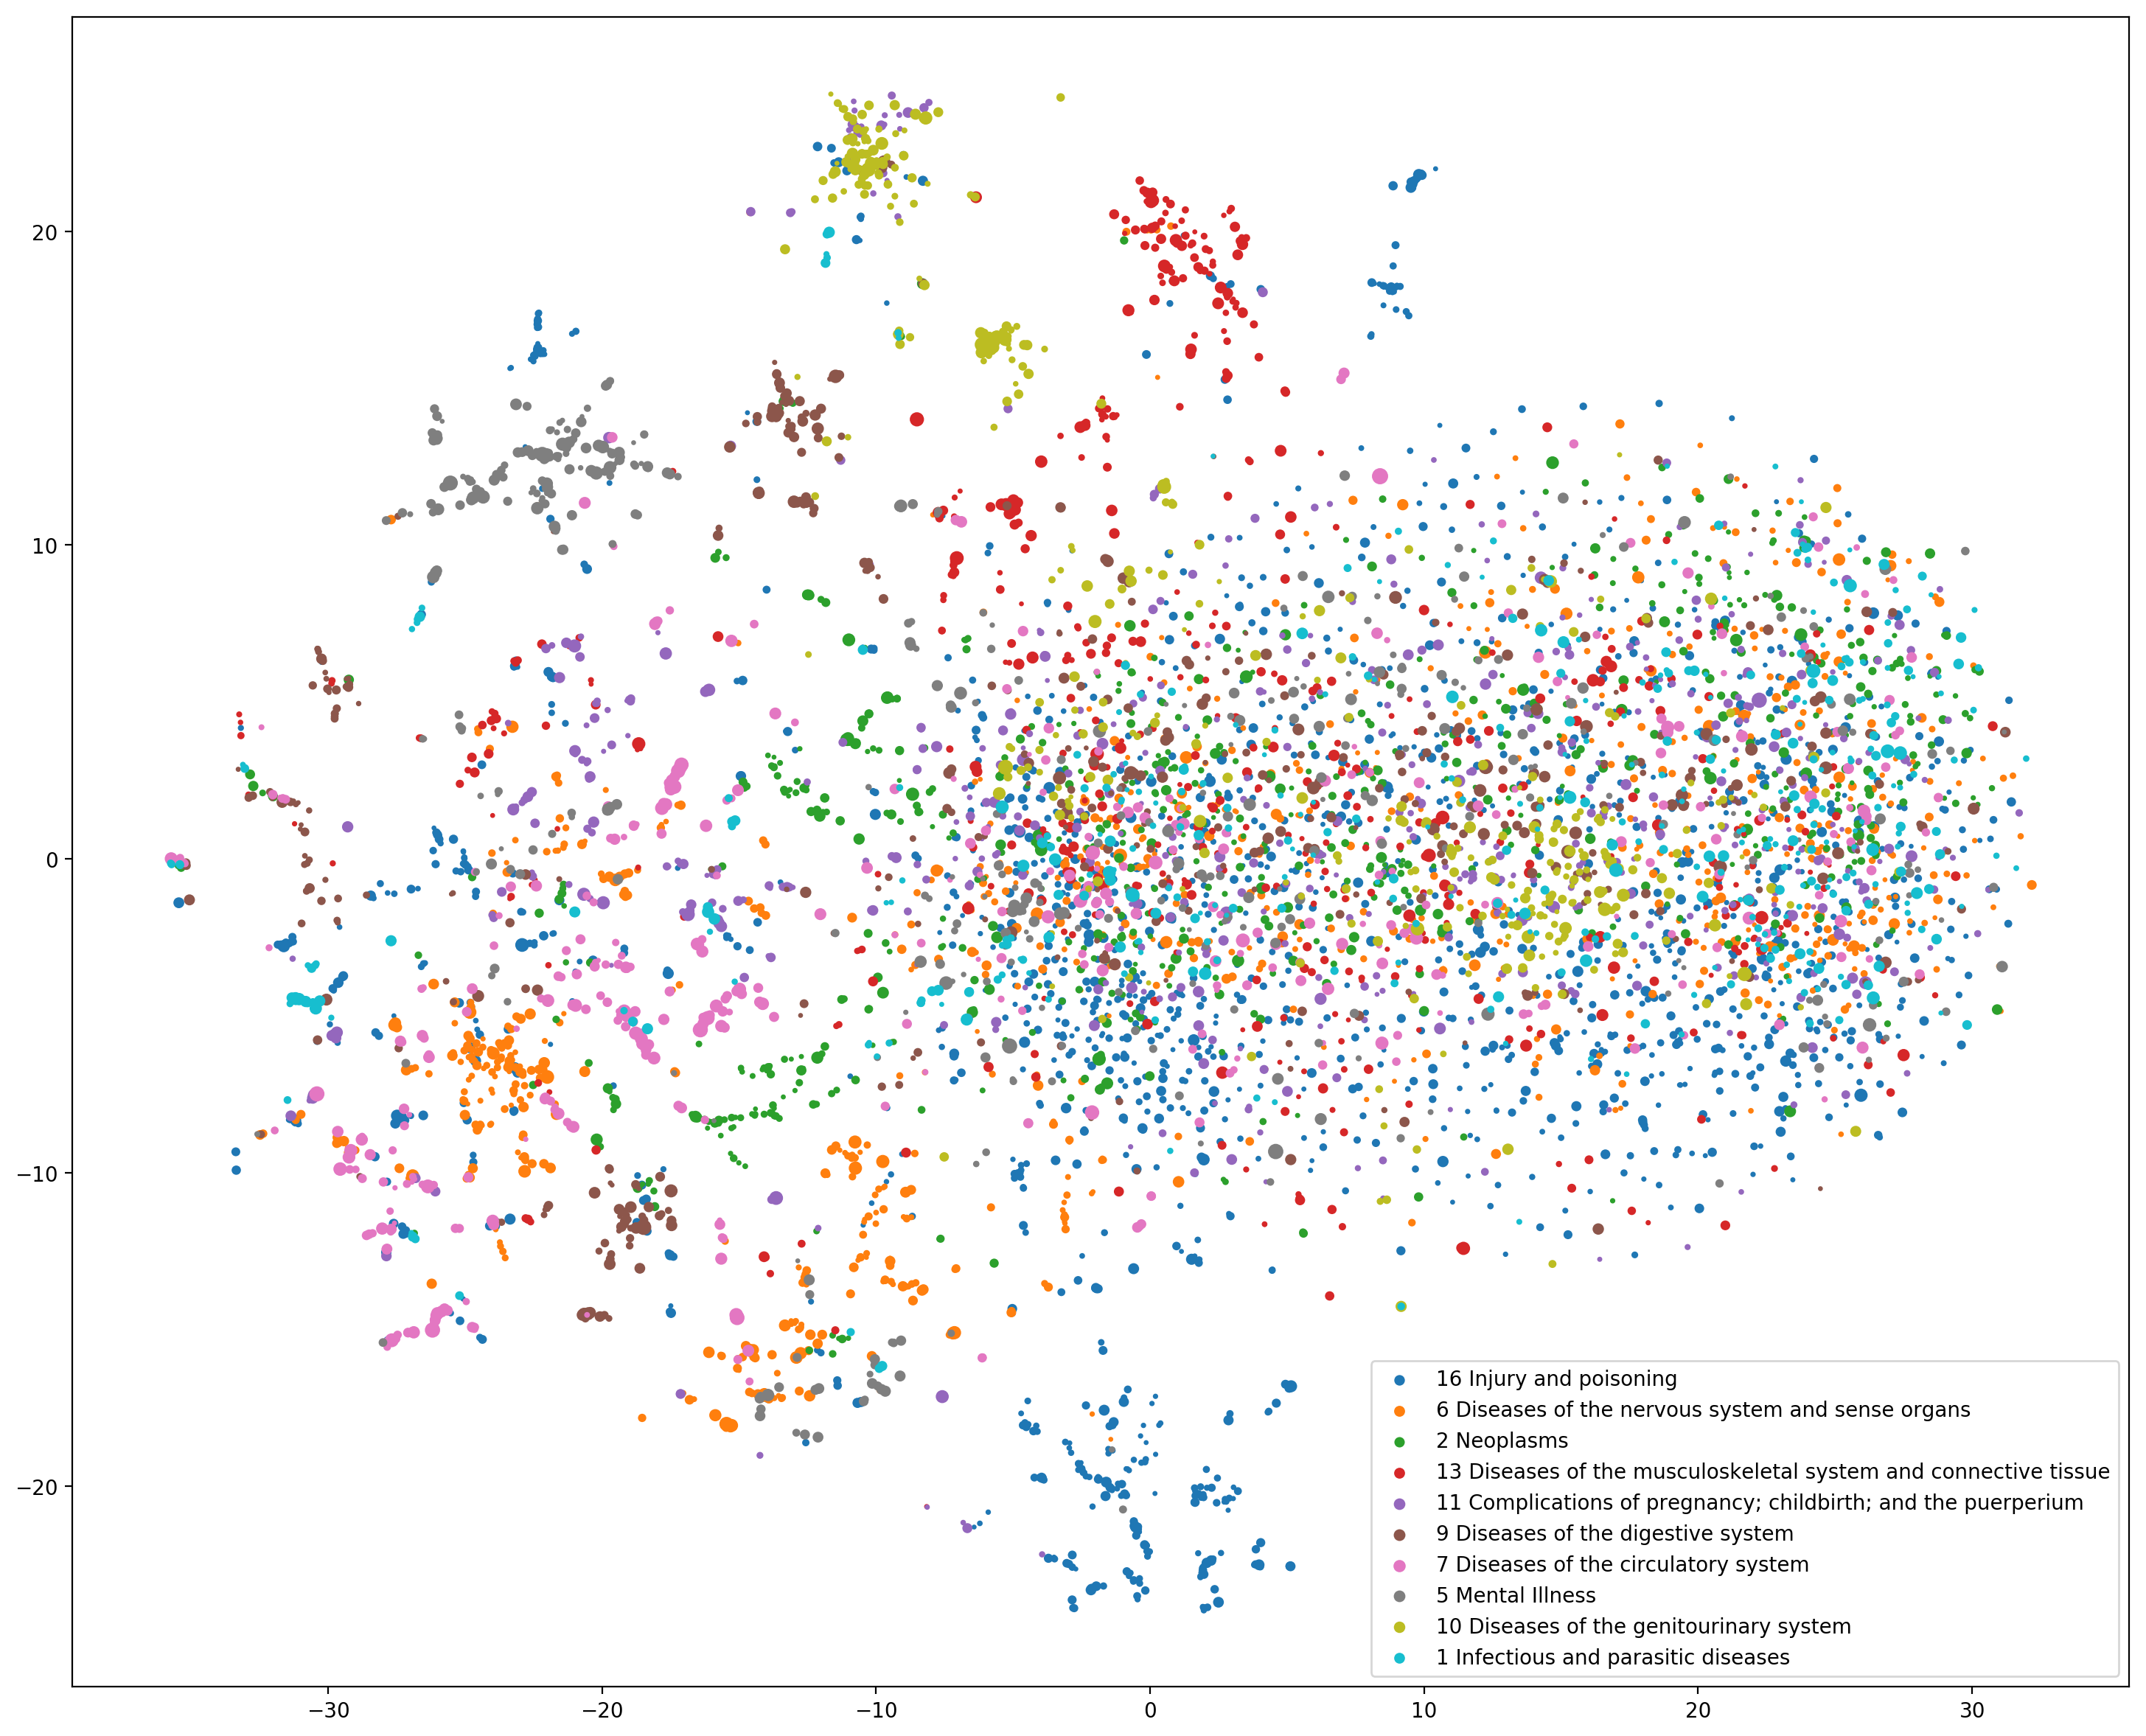 20
10
0
−10
−20
−30
−20
−10
0
10
20
30
16 Injury and poisoning
6 Diseases of the nervous system and sense organs
2 Neoplasms
13 Diseases of the musculoskeletal system and connective tissue
11 Complications of pregnancy; childbirth; and the puerperium
9 Diseases of the digestive system
7 Diseases of the circulatory system
5 Mental Illness
10 Diseases of the genitourinary system
1 Infectious and parasitic diseases